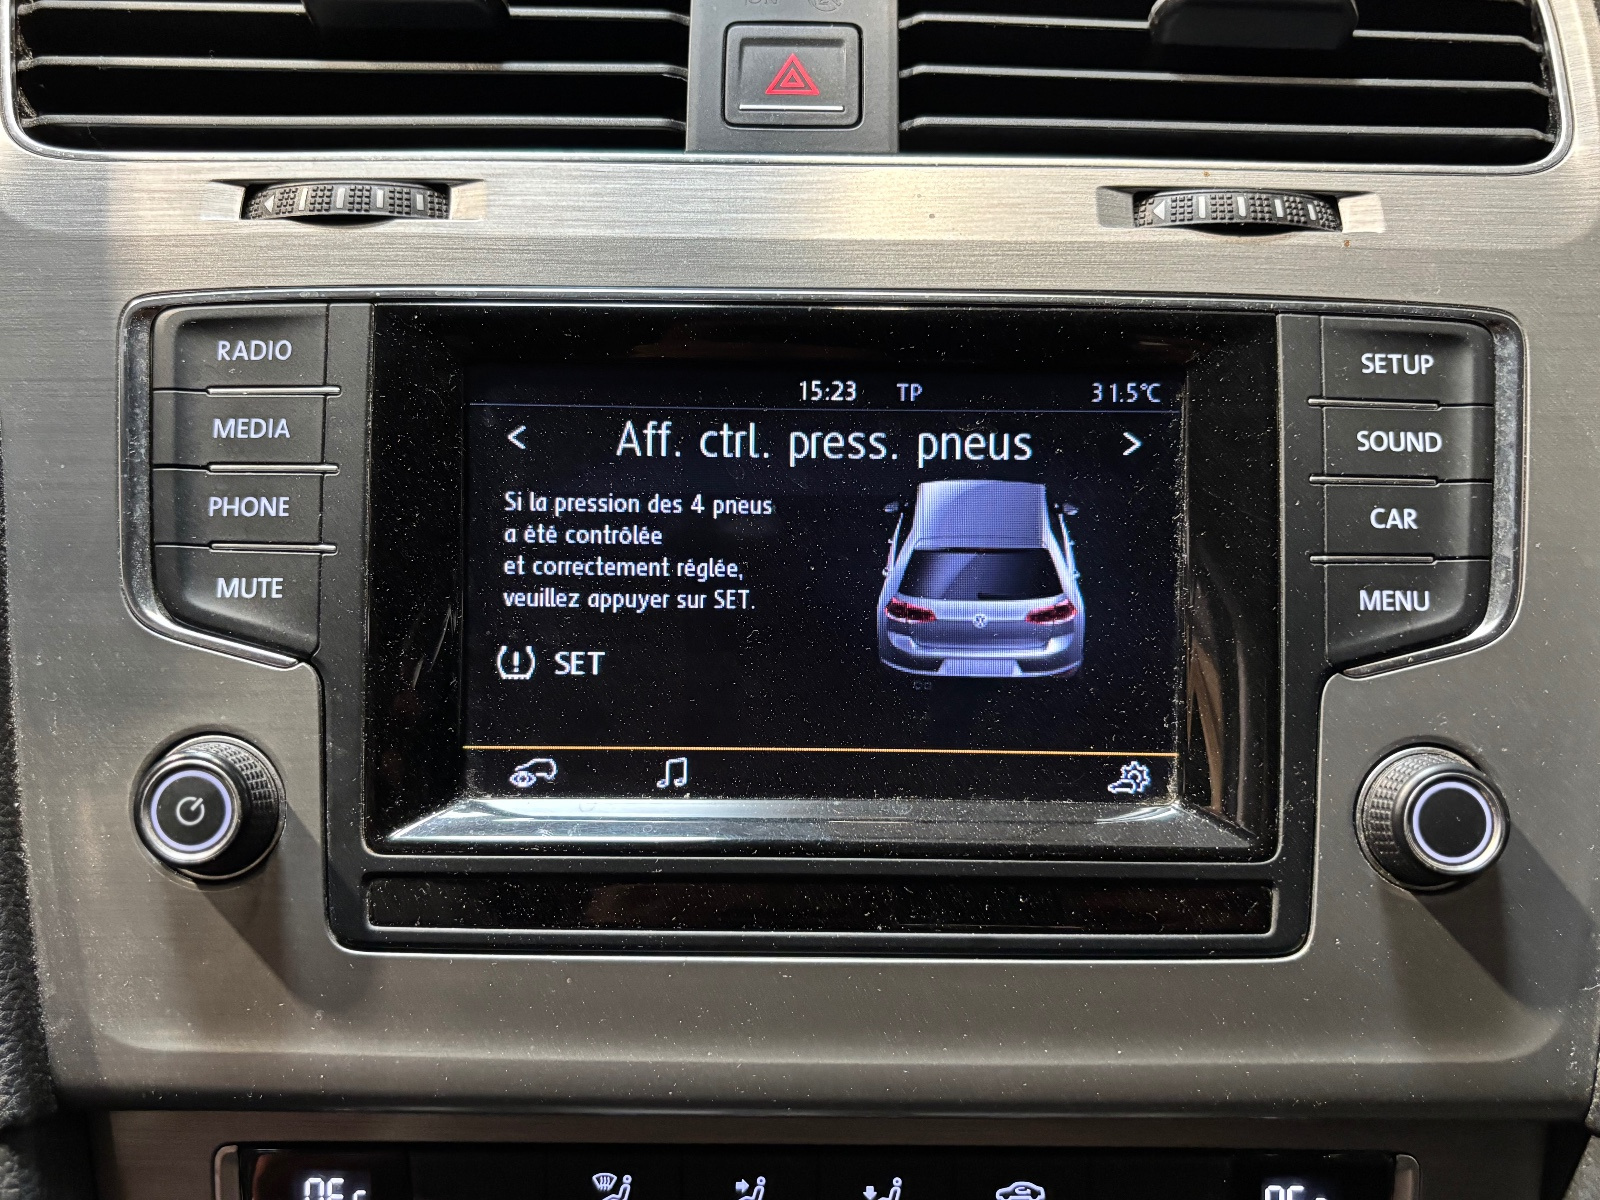 RADIO
MEDIA
PHONE
MUTE
15:23 TP 31.5°C
< Aff. ctrl. press. pneus >
Si la pression des 4 pneus
a été contrôlée
et correctement réglée,
veuillez appuyer sur SET.
SET
SETUP
SOUND
CAR
MENU